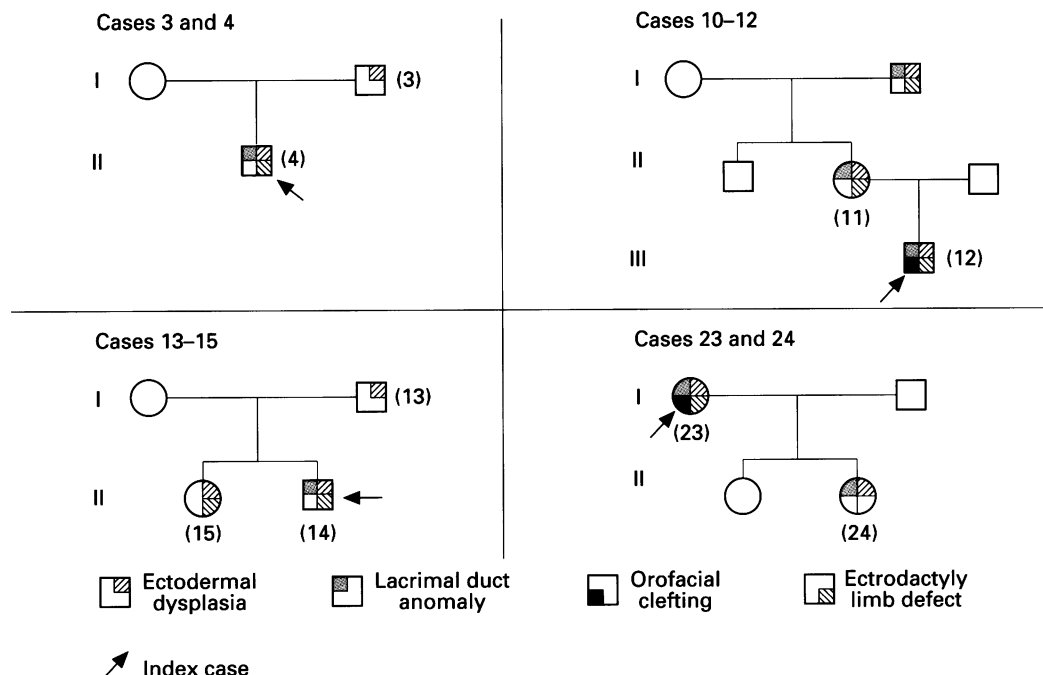 Cases 3 and 4
I
(3)
II
(4)
Cases 10–12
I
II
(11)
III
(12)
Cases 13–15
I
(13)
II
(15)
(14)
Cases 23 and 24
I
(23)
II
(24)
Ectodermal
dysplasia
Lacrimal duct
anomaly
Orofacial
clefting
Ectrodactyly
limb defect
Index case